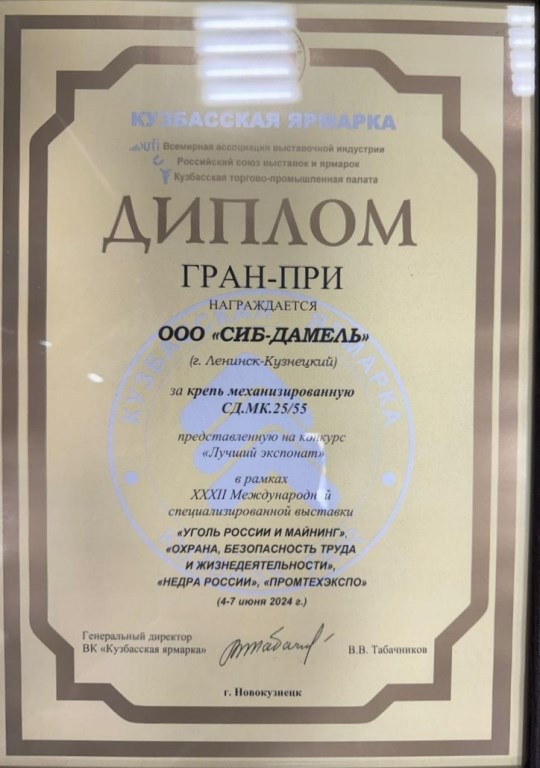 КУЗБАССКАЯ ЯРМАРКА
ufi Всемирная ассоциация выставочной индустрии
Российский союз выставок и ярмарок
Кузбасская торгово-промышленная палата
ДИПЛОМ
ГРАН-ПРИ
НАГРАЖДАЕТСЯ
ООО «СИБ-ДАМЕЛЬ»
(г. Ленинск-Кузнецкий)
за крепь механизированную
СД.МК.25/55
представленную на конкурс
«Лучший экспонат»
в рамках
XXXII Международной
специализированной выставки
«УГОЛЬ РОССИИ И МАЙНИНГ»,
«ОХРАНА, БЕЗОПАСНОСТЬ ТРУДА
И ЖИЗНЕДЕЯТЕЛЬНОСТИ»,
«НЕДРА РОССИИ», «ПРОМТЕХЭКСПО»
(4-7 июня 2024 г.)
Генеральный директор
ВК «Кузбасская ярмарка»
В.В. Табачников
г. Новокузнецк